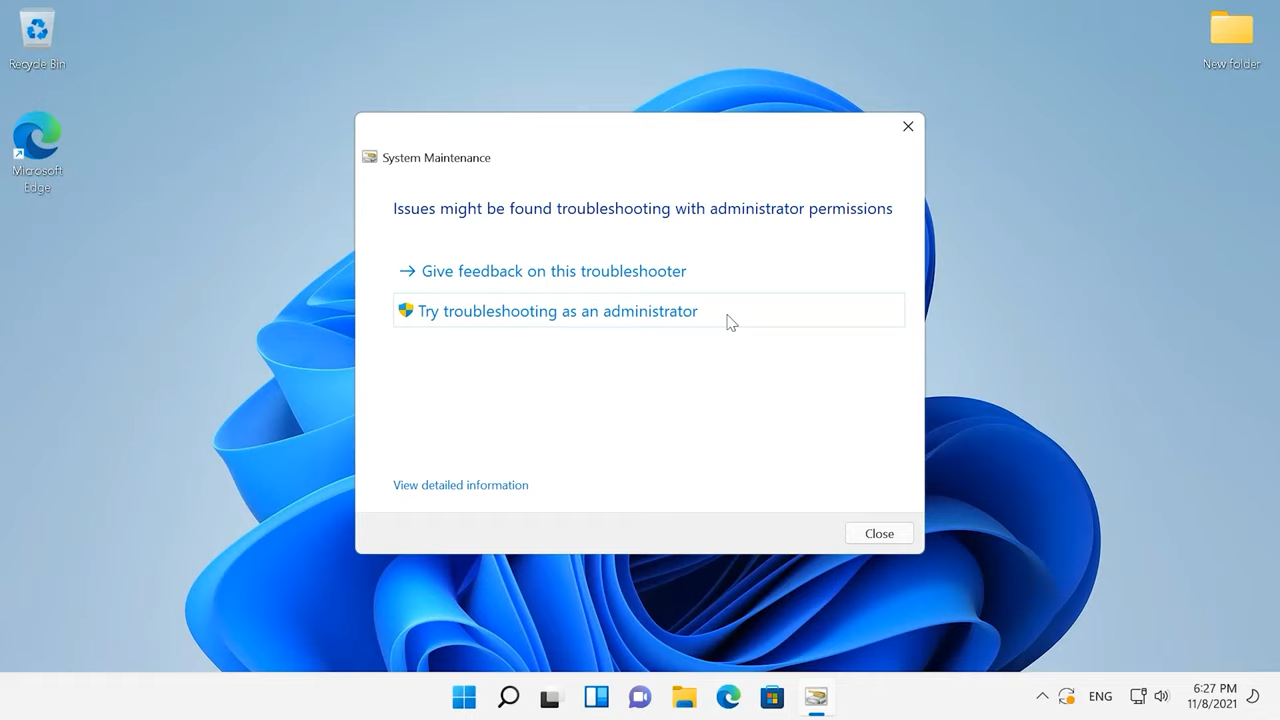 Recycle Bin
New folder
Microsoft
Edge
System Maintenance
Issues might be found troubleshooting with administrator permissions
Give feedback on this troubleshooter
Try troubleshooting as an administrator
View detailed information
Close
ENG
6:27 PM
11/8/2021